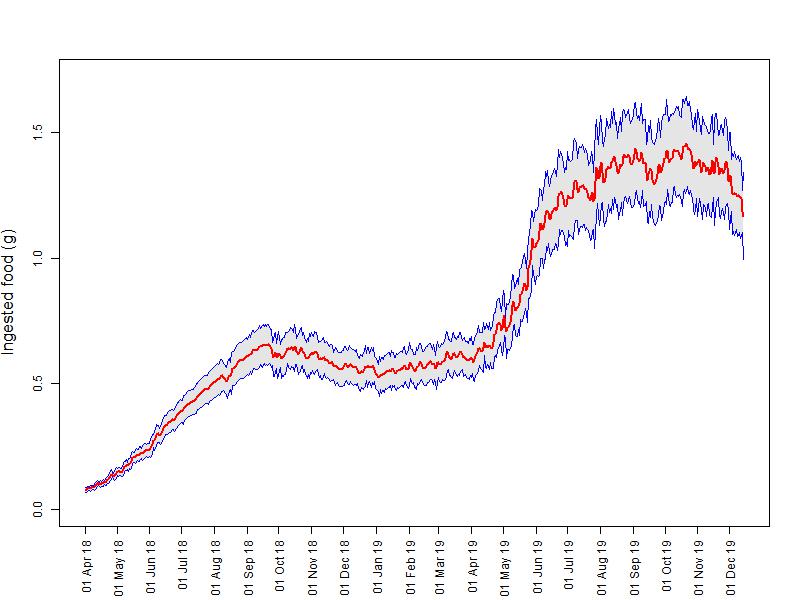 Ingested food (g)
1.5
1.0
0.5
0.0
01 Apr 18
01 May 18
01 Jun 18
01 Jul 18
01 Aug 18
01 Sep 18
01 Oct 18
01 Nov 18
01 Dec 18
01 Jan 19
01 Feb 19
01 Mar 19
01 Apr 19
01 May 19
01 Jun 19
01 Jul 19
01 Aug 19
01 Sep 19
01 Oct 19
01 Nov 19
01 Dec 19